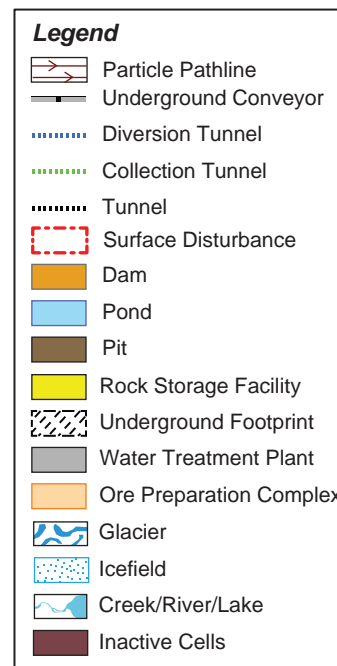 Legend
Particle Pathline
Underground Conveyor
Diversion Tunnel
Collection Tunnel
Tunnel
Surface Disturbance
Dam
Pond
Pit
Rock Storage Facility
Underground Footprint
Water Treatment Plant
Ore Preparation Complex
Glacier
Icefield
Creek/River/Lake
Inactive Cells